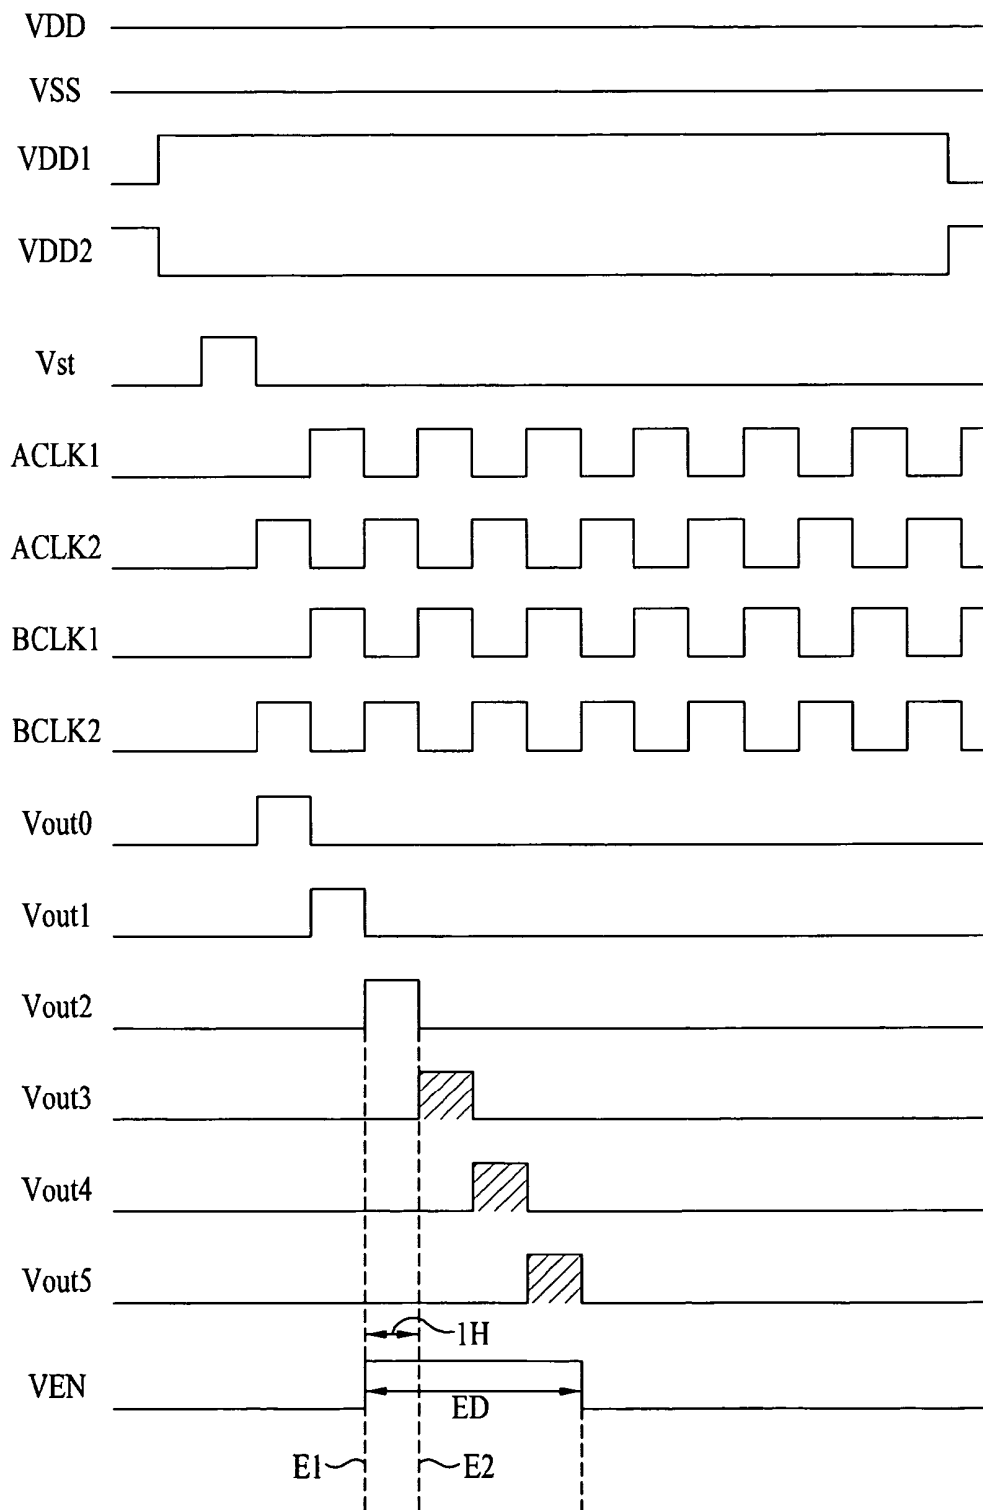 VDD
VSS
VDD1
VDD2
Vst
ACLK1
ACLK2
BCLK1
BCLK2
Vout0
Vout1
Vout2
Vout3
Vout4
Vout5
1H
VEN
ED
E1
E2